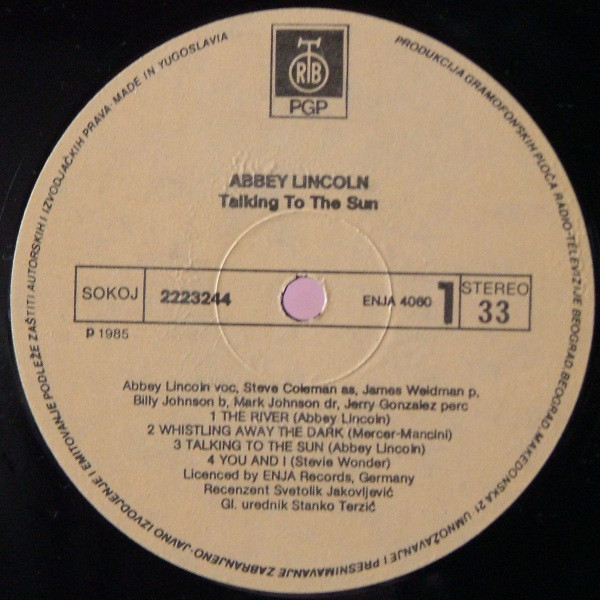 RTB
PGP
ABBEY LINCOLN
Talking To The Sun
SOKOJ
2223244
ENJA 4060
1
STEREO
33
P 1985
Abbey Lincoln voc, Steve Coleman as, James Weidman p,
Billy Johnson b, Mark Johnson dr, Jerry Gonzalez perc
1 THE RIVER (Abbey Lincoln)
2 WHISTLING AWAY THE DARK (Mercer-Mancini)
3 TALKING TO THE SUN (Abbey Lincoln)
4 YOU AND I (Stevie Wonder)
Licenced by ENJA Records, Germany
Recenzent Svetolik Jakovljević
Gl. urednik Stanko Terzić
PRODUKCIJA GRAMOFONSKIH PLOČA RADIO-TELEVIZIJE BEOGRAD, BEOGRAD, MAKEDONSKA 21 · UMNOŽAVANJE I PRESNIMAVANJE ZABRANJENO · JAVNO IZVODJENJE I EMITOVANJE PODLEŽE ZAŠTITI AUTORSKIH I IZVODJAČKIH PRAVA · MADE IN YUGOSLAVIA